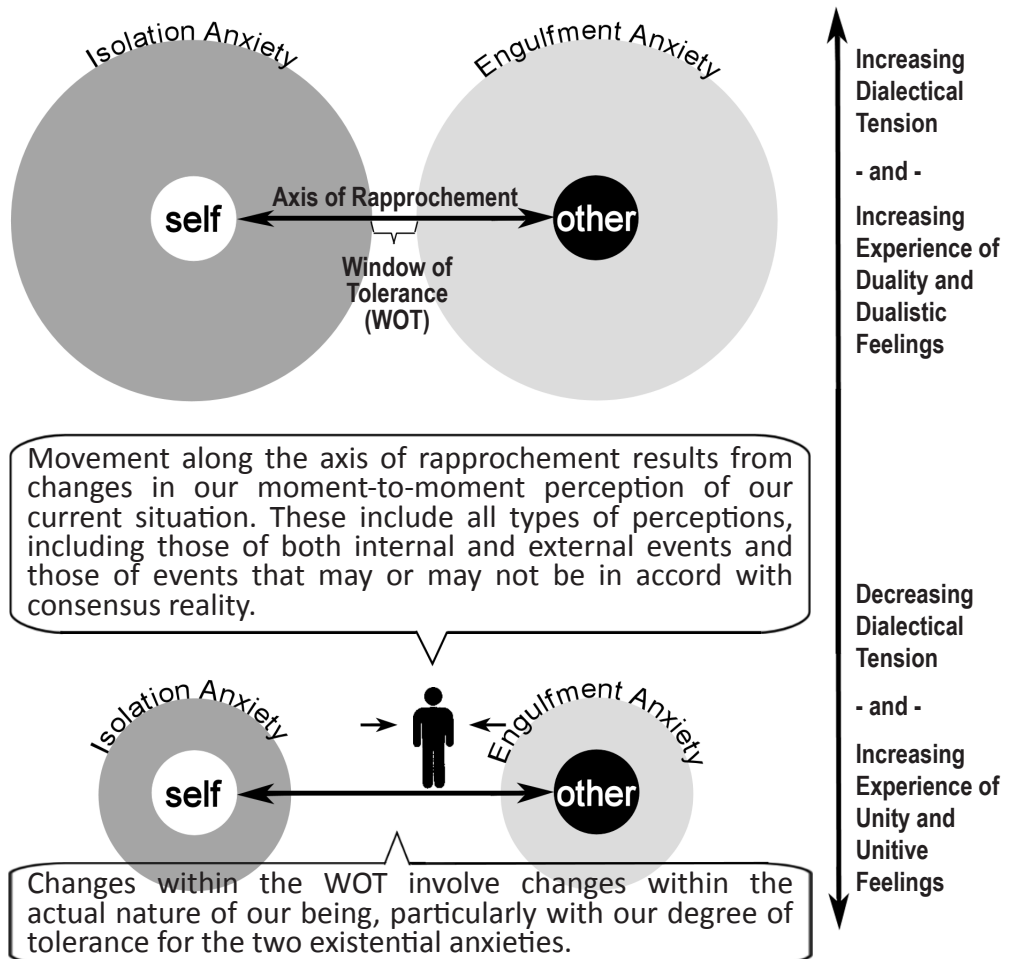 Isolation Anxiety
Engulfment Anxiety
self
Axis of Rapprochement
other
Window of
Tolerance
(WOT)
Increasing
Dialectical
Tension
- and -
Increasing
Experience of
Duality and
Dualistic
Feelings
Movement along the axis of rapprochement results from
changes in our moment-to-moment perception of our
current situation. These include all types of perceptions,
including those of both internal and external events and
those of events that may or may not be in accord with
consensus reality.
Isolation Anxiety
Engulfment Anxiety
self
other
Decreasing
Dialectical
Tension
- and -
Increasing
Experience of
Unity and
Unitive
Feelings
Changes within the WOT involve changes within the
actual nature of our being, particularly with our degree of
tolerance for the two existential anxieties.